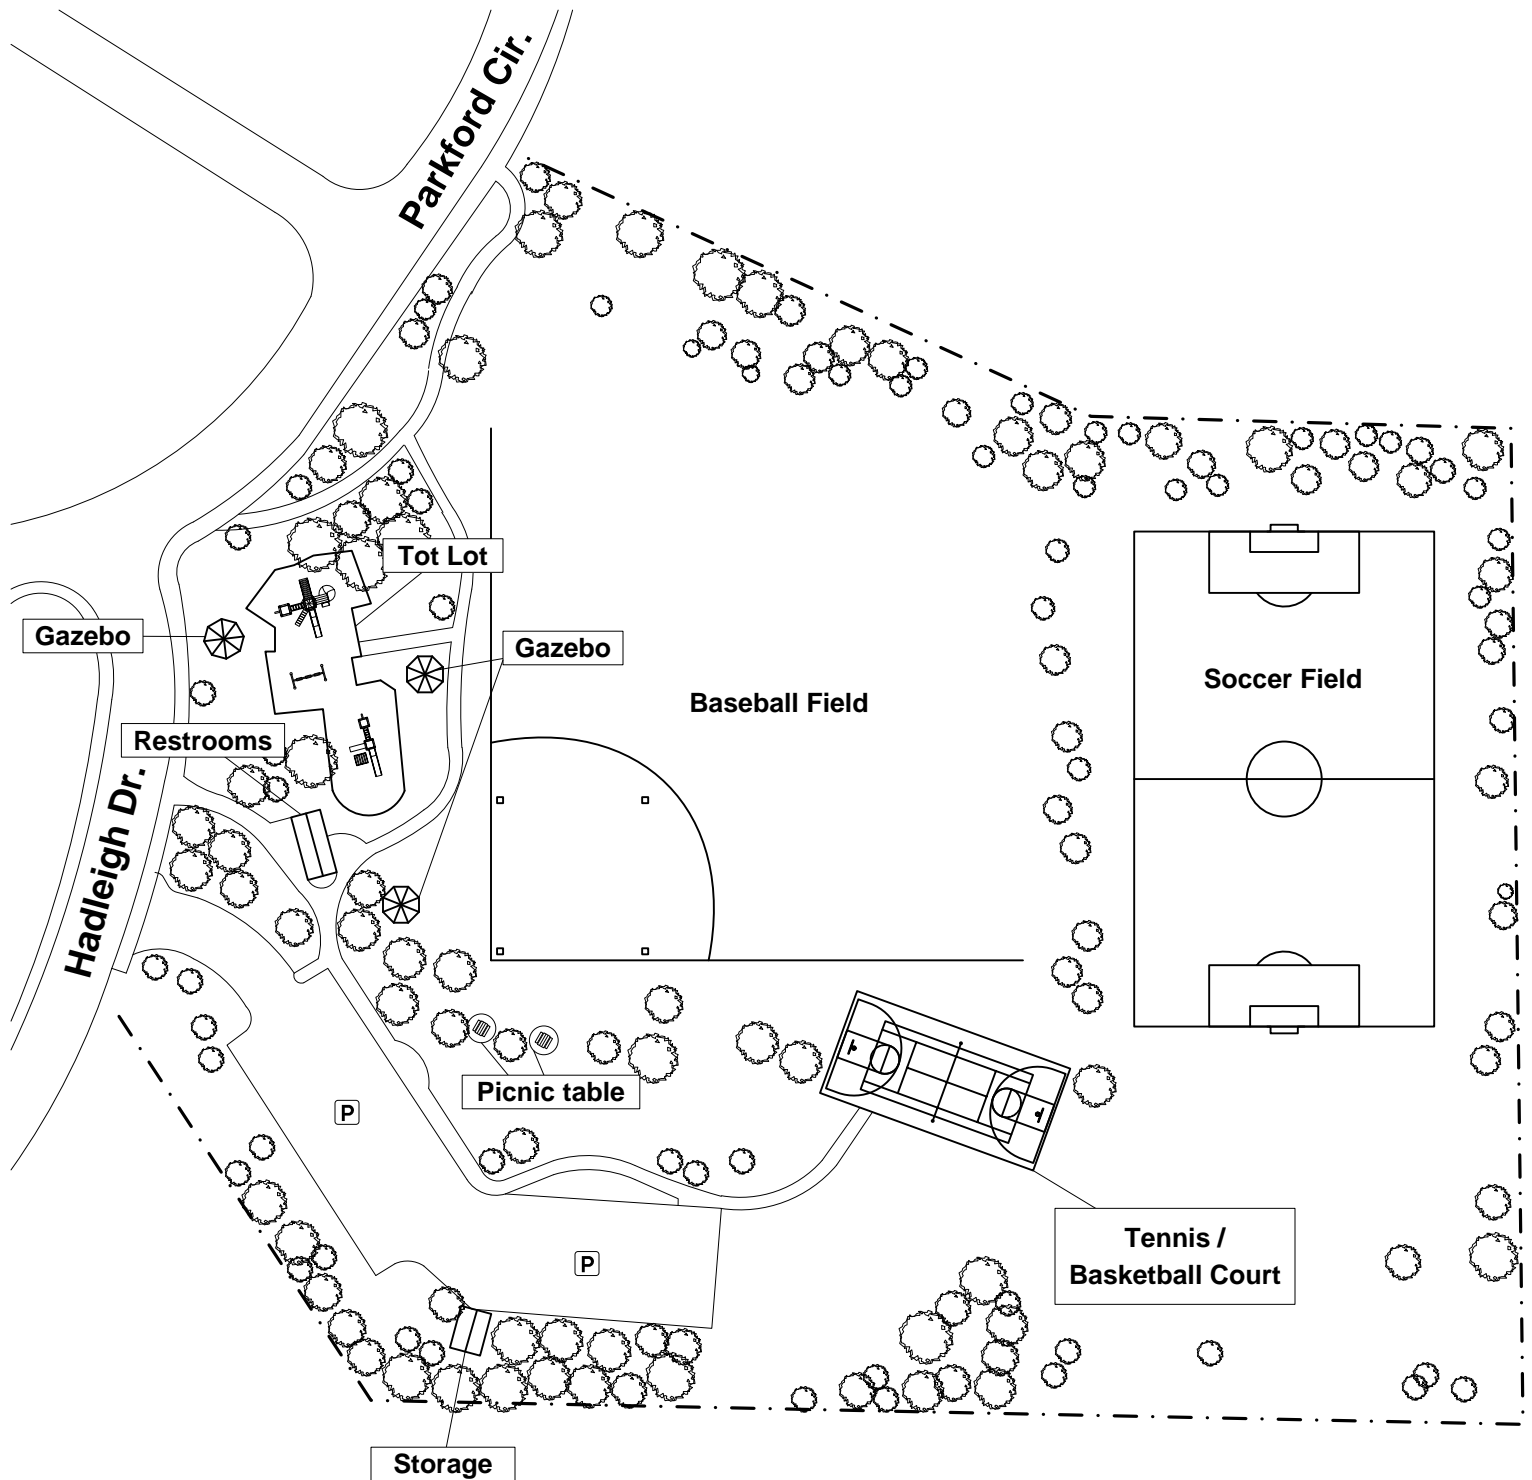 Parkford Cir.
Tot Lot
Gazebo
Gazebo
Soccer Field
Baseball Field
Restrooms
Hadleigh Dr.
Picnic table
P
Tennis /
Basketball Court
P
Storage